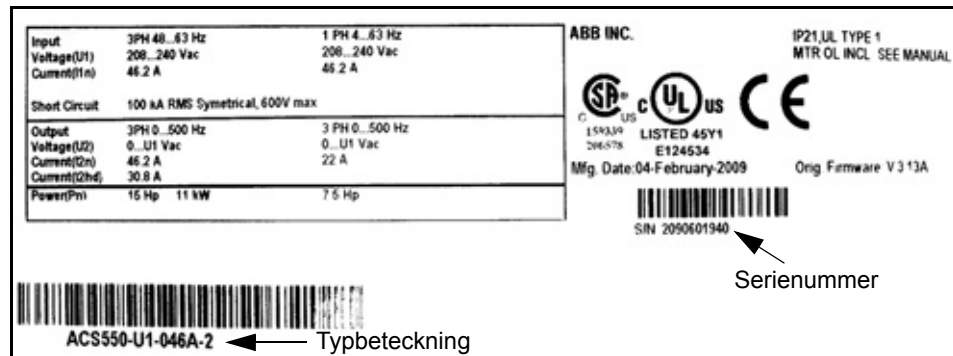 Input 3PH 48...63 Hz 1 PH 4...63 Hz
Voltage(U1) 208...240 Vac 208...240 Vac
Current(I1n) 46.2 A 46.2 A
Short Circuit 100 kA RMS Symetrical, 600V max
Output 3PH 0...500 Hz 3 PH 0...500 Hz
Voltage(U2) 0...U1 Vac 0...U1 Vac
Current(I2n) 46.2 A 22 A
Current(I2hd) 30.8 A
Power(Pn) 15 Hp 11 kW 7 5 Hp
ABB INC.
IP21,UL TYPE 1
MTR OL INCL SEE MANUAL
C SA US
C UL US CE
159339
206578
LISTED 45Y1
E124534
Mfg. Date:04-February-2009 Orig. Firmware V 3 13A
S/N 2090601940
Serienummer
ACS550-U1-046A-2
Typbeteckning